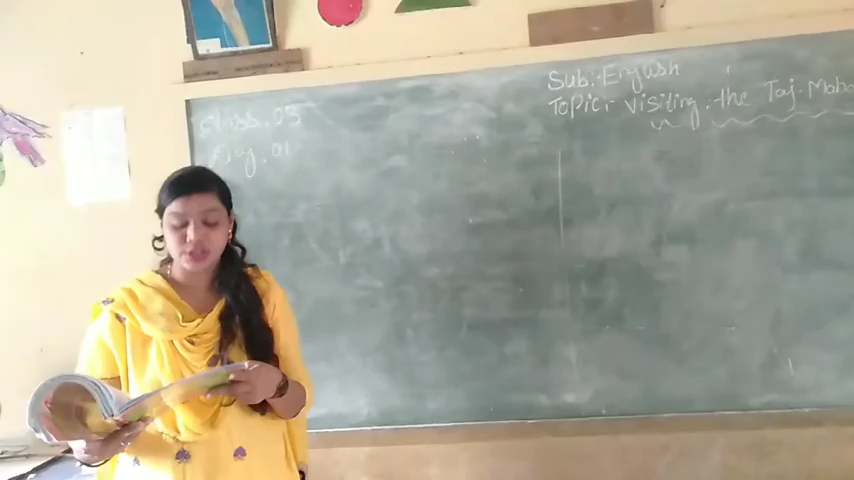 Class:- 05
Day:- 01
Sub:- English
Topic:- Visiting the Taj Maha